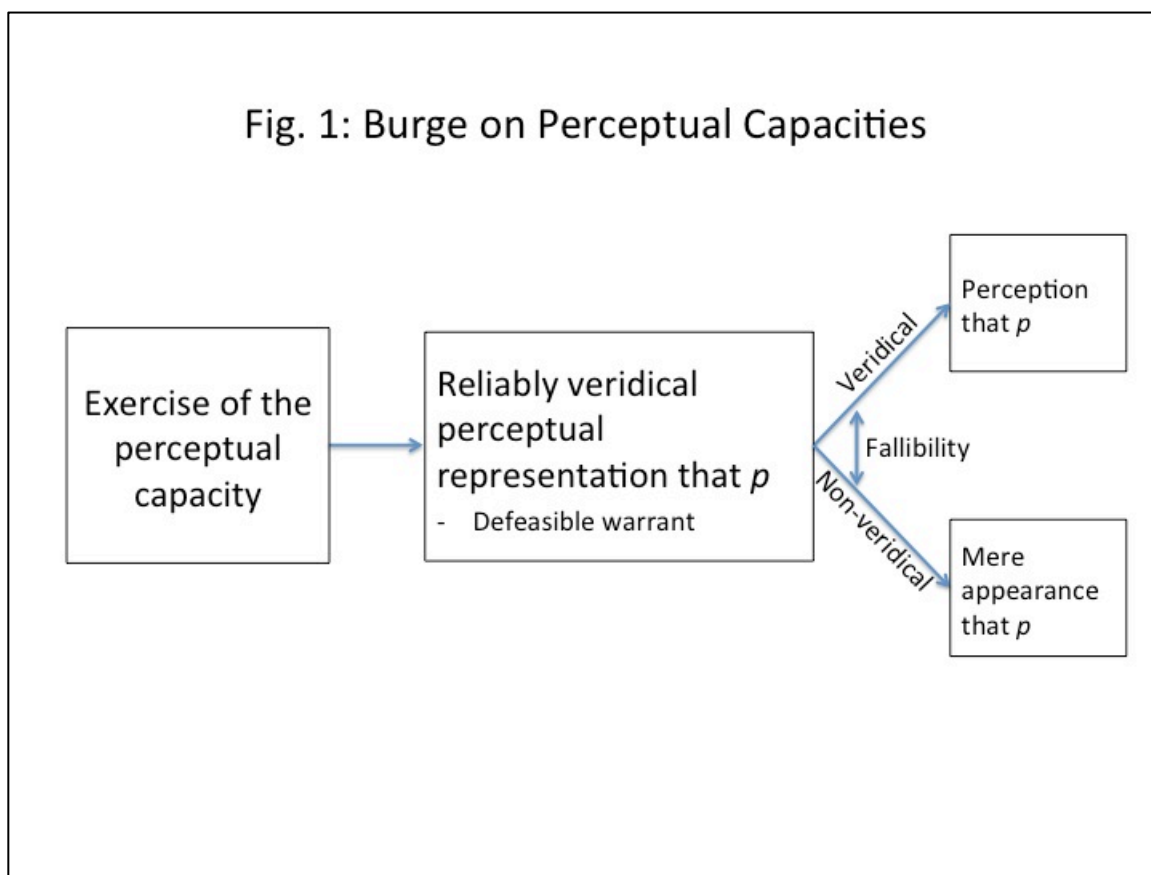 Fig. 1: Burge on Perceptual Capacities
Exercise of the
perceptual
capacity
Reliably veridical
perceptual
representation that p
- Defeasible warrant
Veridical
Fallibility
Non-veridical
Perception
that p
Mere
appearance
that p